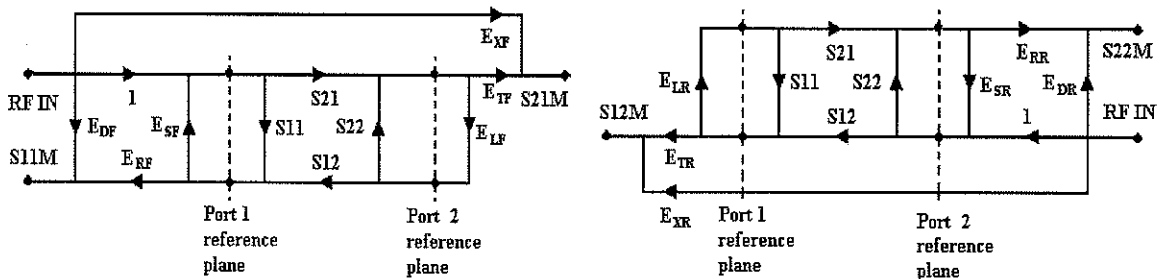 E_XF
RF IN
1
S21
E_TF
S21M
E_DF
E_SF
S11
S22
E_LF
S11M
E_RF
S12
Port 1
reference
plane
Port 2
reference
plane
S21
E_RR
S22M
E_LR
S11
S22
E_SR
E_DR
S12M
S12
1
RF IN
E_TR
E_XR
Port 1
reference
plane
Port 2
reference
plane